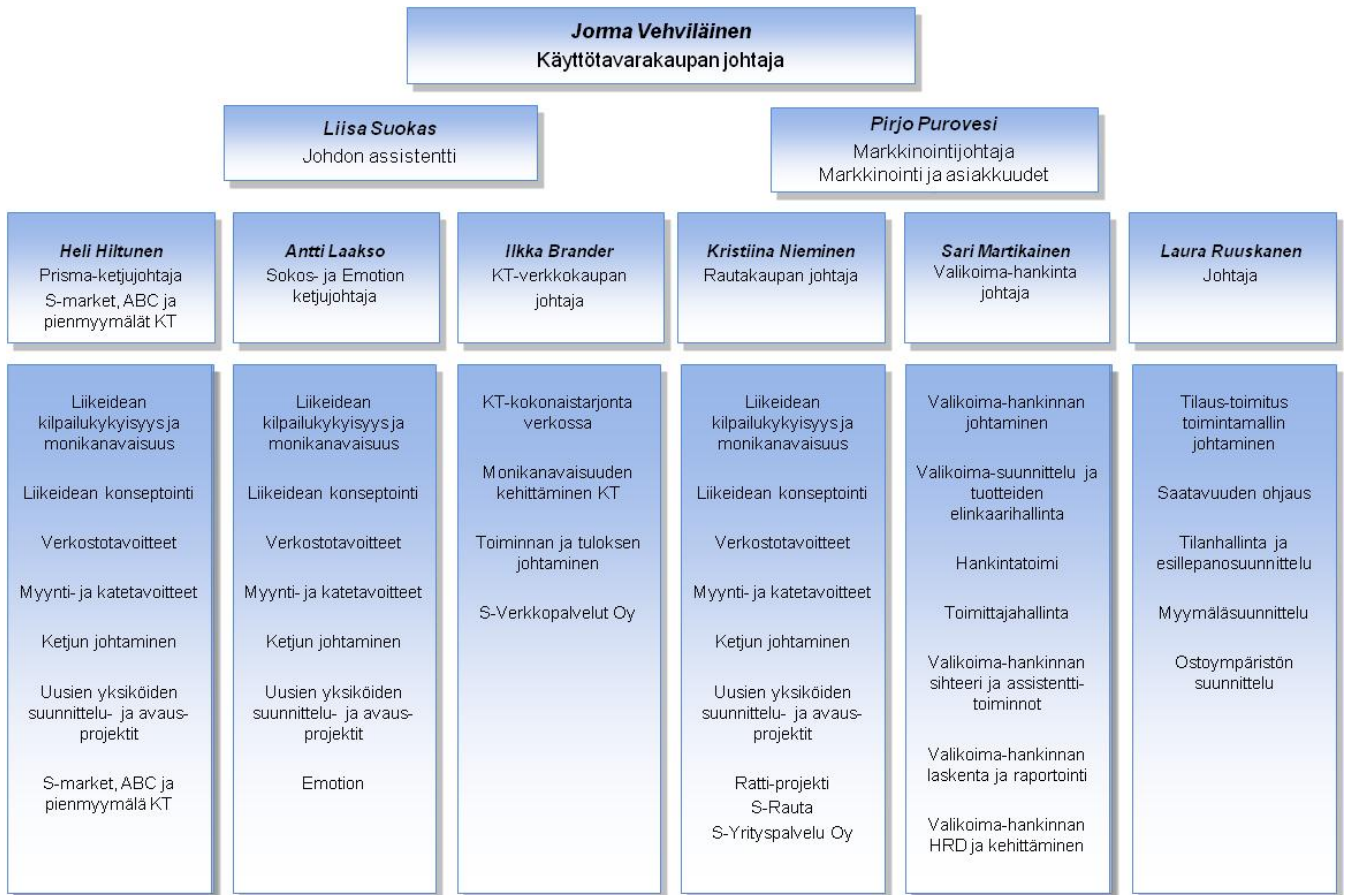 Jorma Vehviläinen
Käyttötavarakaupan johtaja
Liisa Suokas
Johdon assistentti
Pirjo Purovesi
Markkinointijohtaja
Markkinointi ja asiakkuudet
Heli Hiltunen
Prisma-ketjujohtaja
S-market, ABC ja
pienmyymälät KT
Antti Laakso
Sokos- ja Emotion
ketjujohtaja
Ilkka Brander
KT-verkkokaupan
johtaja
Kristiina Nieminen
Rautakaupan johtaja
Sari Martikainen
Valikoima-hankinta
johtaja
Laura Ruuskanen
Johtaja
Liikeidean
kilpailukykyisyys ja
monikanavaisuus
Liikeidean konseptointi
Verkostotavoitteet
Myynti- ja katetavoitteet
Ketjun johtaminen
Uusien yksiköiden
suunnittelu- ja avaus-
projektit
S-market, ABC ja
pienmyymälä KT
Liikeidean
kilpailukykyisyys ja
monikanavaisuus
Liikeidean konseptointi
Verkostotavoitteet
Myynti- ja katetavoitteet
Ketjun johtaminen
Uusien yksiköiden
suunnittelu- ja avaus-
projektit
Emotion
KT-kokonaistarjonta
verkossa
Monikanavaisuuden
kehittäminen KT
Toiminnan ja tuloksen
johtaminen
S-Verkkopalvelut Oy
Liikeidean
kilpailukykyisyys ja
monikanavaisuus
Liikeidean konseptointi
Verkostotavoitteet
Myynti- ja katetavoitteet
Ketjun johtaminen
Uusien yksiköiden
suunnittelu- ja avaus-
projektit
Ratti-projekti
S-Rauta
S-Yrityspalvelu Oy
Valikoima-hankinnan
johtaminen
Valikoima-suunnittelu ja
tuotteiden
elinkaarihallinta
Hankintatoimi
Toimittajahallinta
Valikoima-hankinnan
sihteeri ja assistentti-
toiminnot
Valikoima-hankinnan
laskenta ja raportointi
Valikoima-hankinnan
HRD ja kehittäminen
Tilaus-toimitus
toimintamallin
johtaminen
Saatavuuden ohjaus
Tilanhallinta ja
esillepanosuunnittelu
Myymäläsuunnittelu
Ostoympäristön
suunnittelu